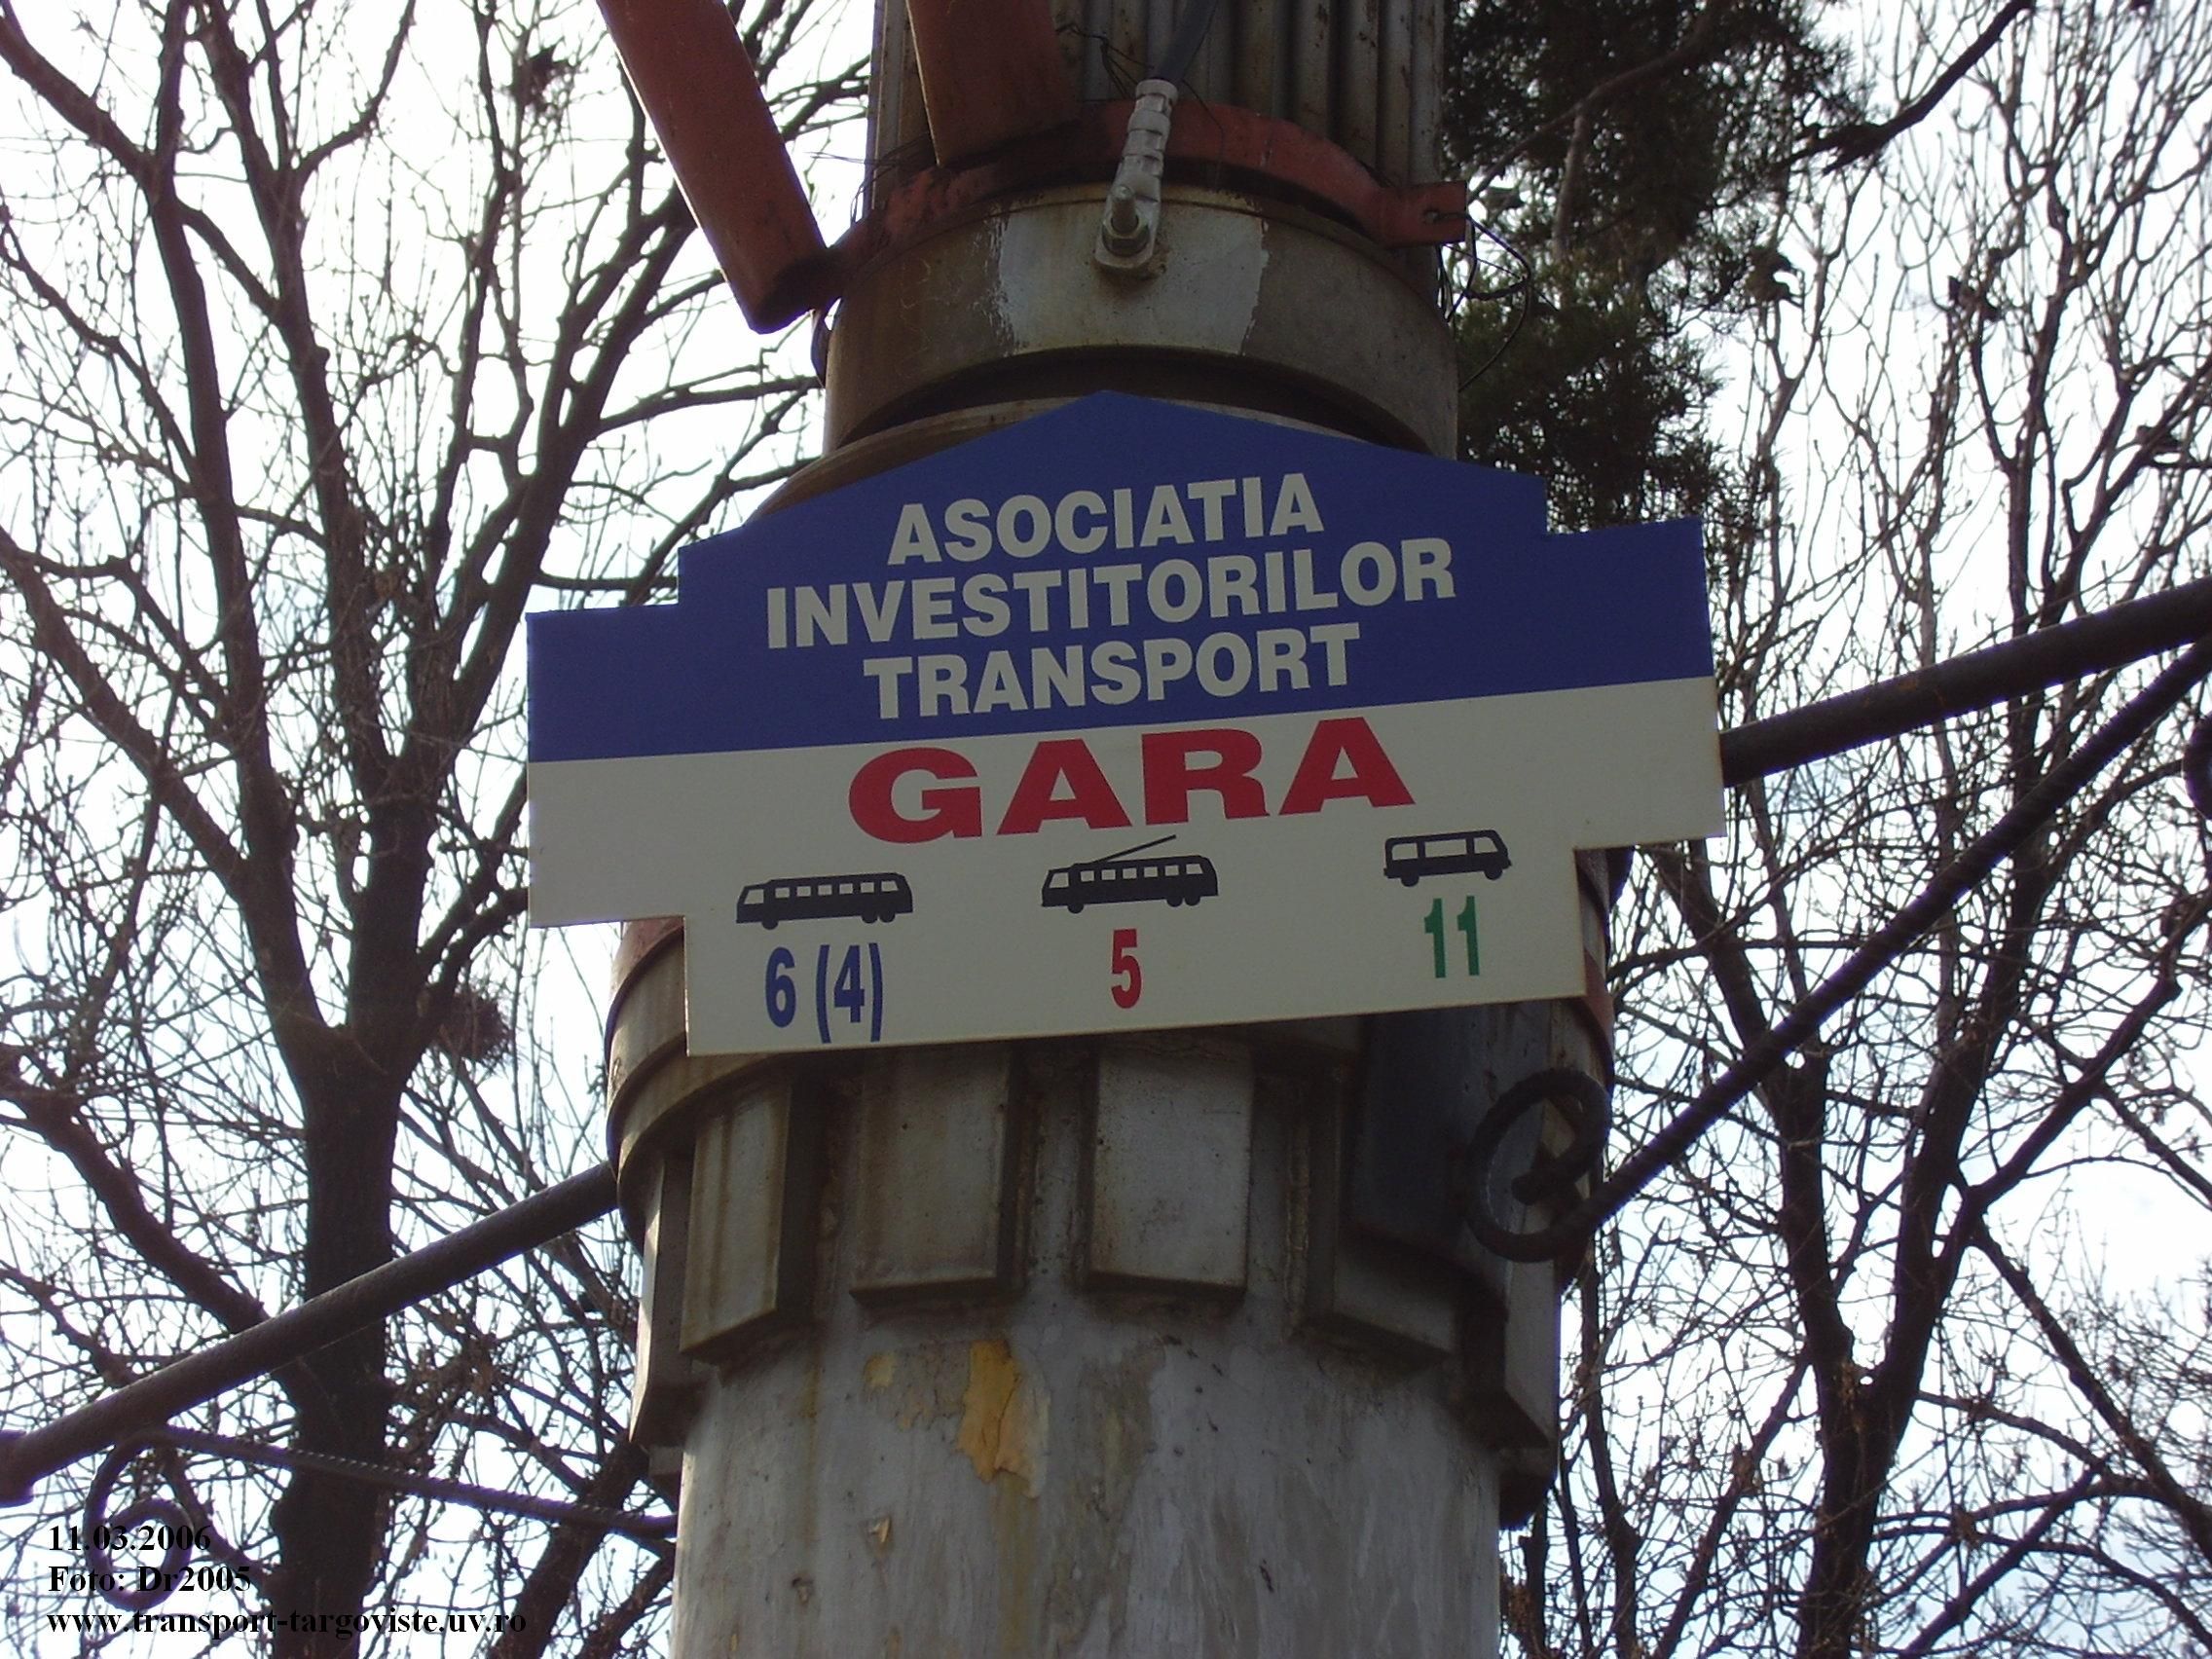 ASOCIATIA
INVESTITORILOR
TRANSPORT
GARA
6 (4) 5 11
11.03.2006
Foto: Dr2005
www.transport-targoviste.uv.ro